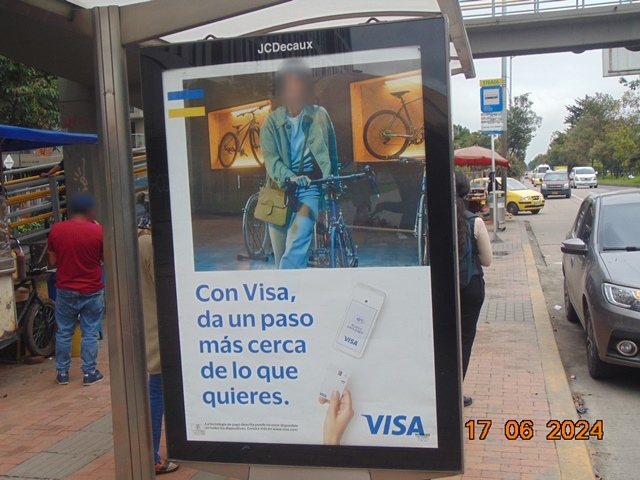 JCDecaux
Con Visa,
da un paso
más cerca
de lo que
quieres.
VISA
VISA
17 06 2024